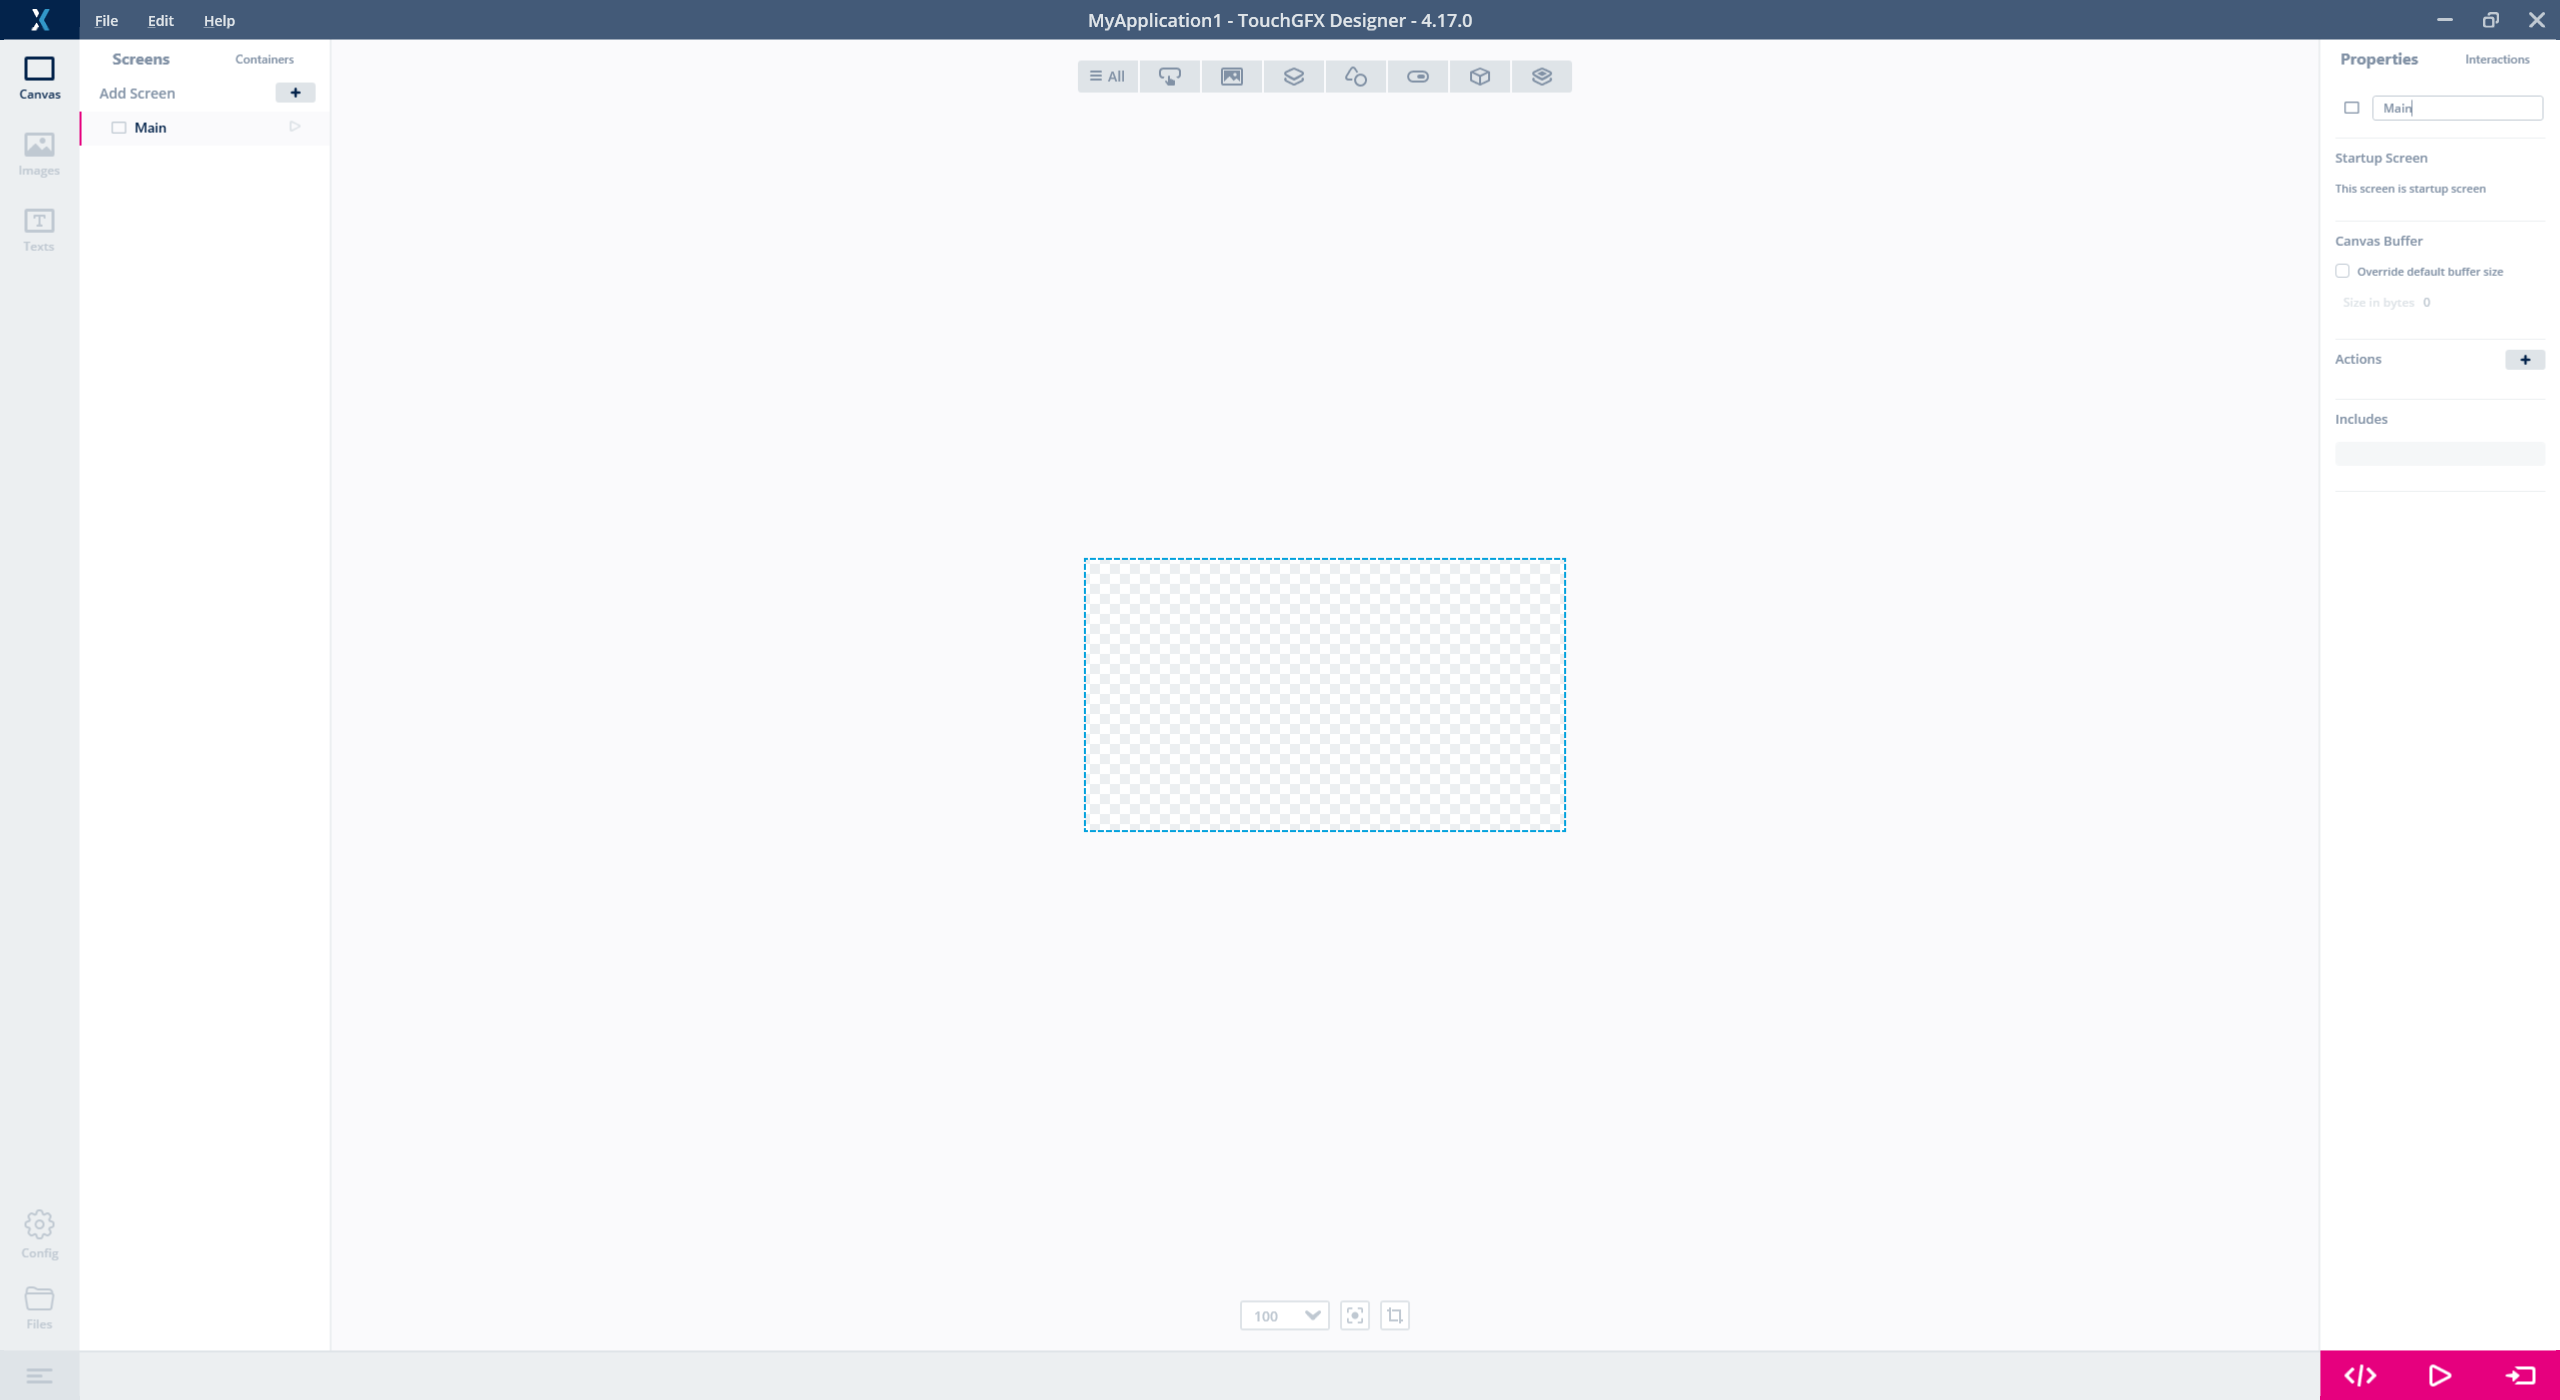 File Edit Help
MyApplication1 - TouchGFX Designer - 4.17.0
Canvas
Images
Texts
Config
Files
Screens Containers
Add Screen
Main
All
100
Properties Interactions
Main
Startup Screen
This screen is startup screen
Canvas Buffer
Override default buffer size
Size in bytes 0
Actions
Includes